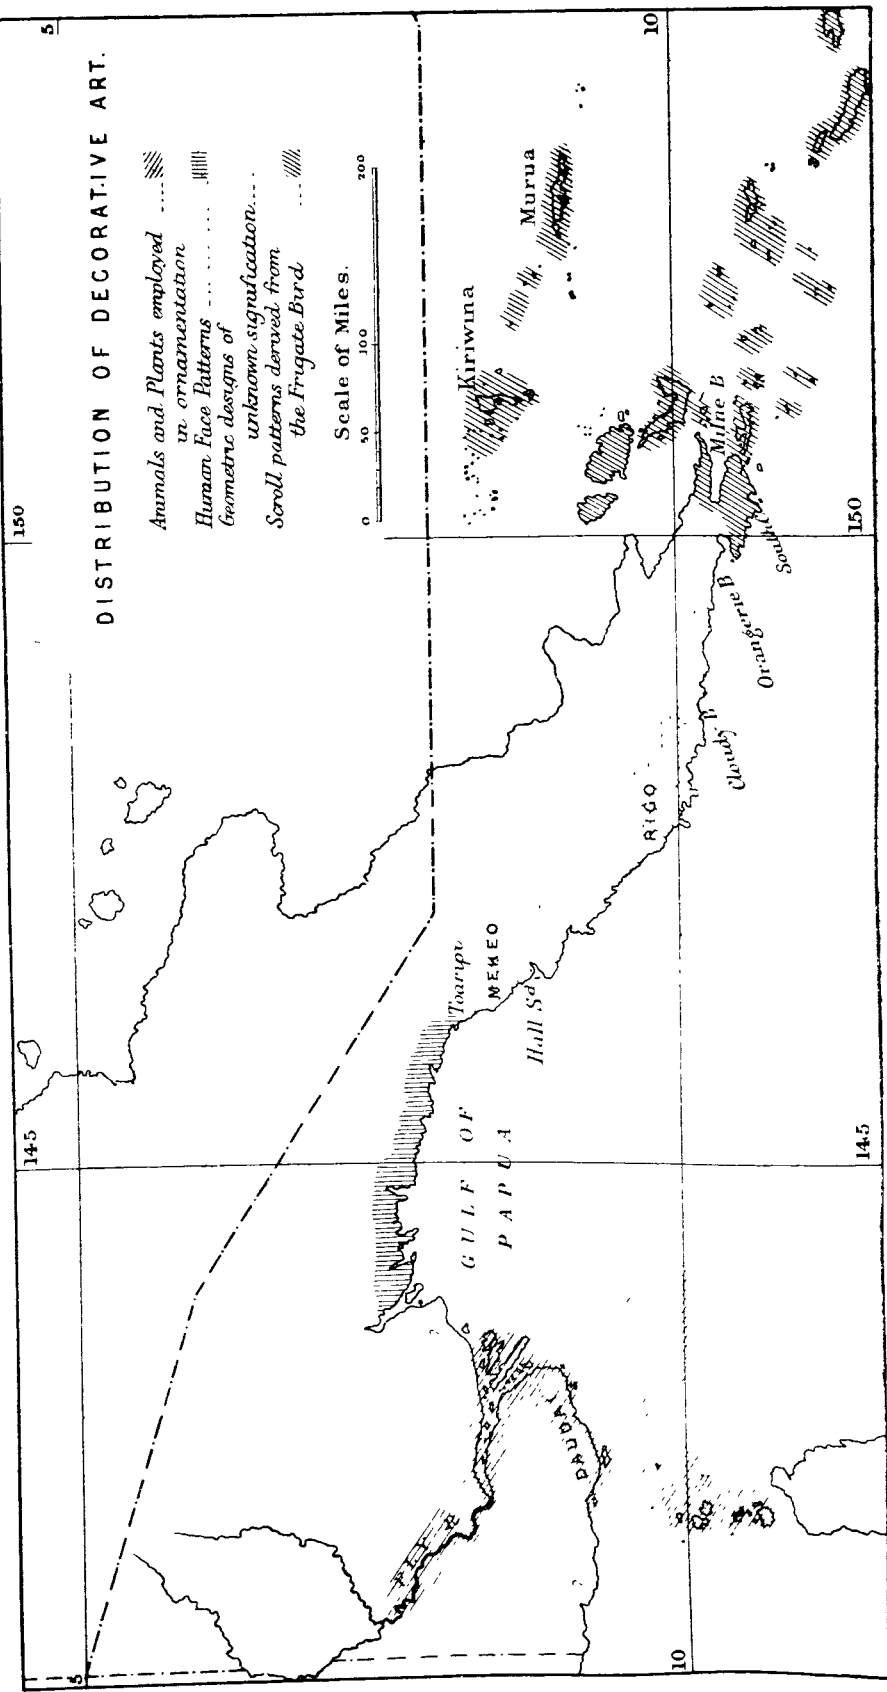 DISTRIBUTION OF DECORATIVE ART.
Animals and Plants employed ....
in ornamentation
Human Face Patterns ..........
Geometric designs of
unknown signification....
Scroll patterns derived from
the Frigate Bird ...
Scale of Miles.
0 50 100 200
145
150
5
5
10
10
145
150
Kiriwina
Murua
Milne B
South C
Orangerie B
Cloudy B
RIGO
Hall Sd.
MEKEO
Toaripi
GULF OF
PAPUA
DAUDAI
FLY